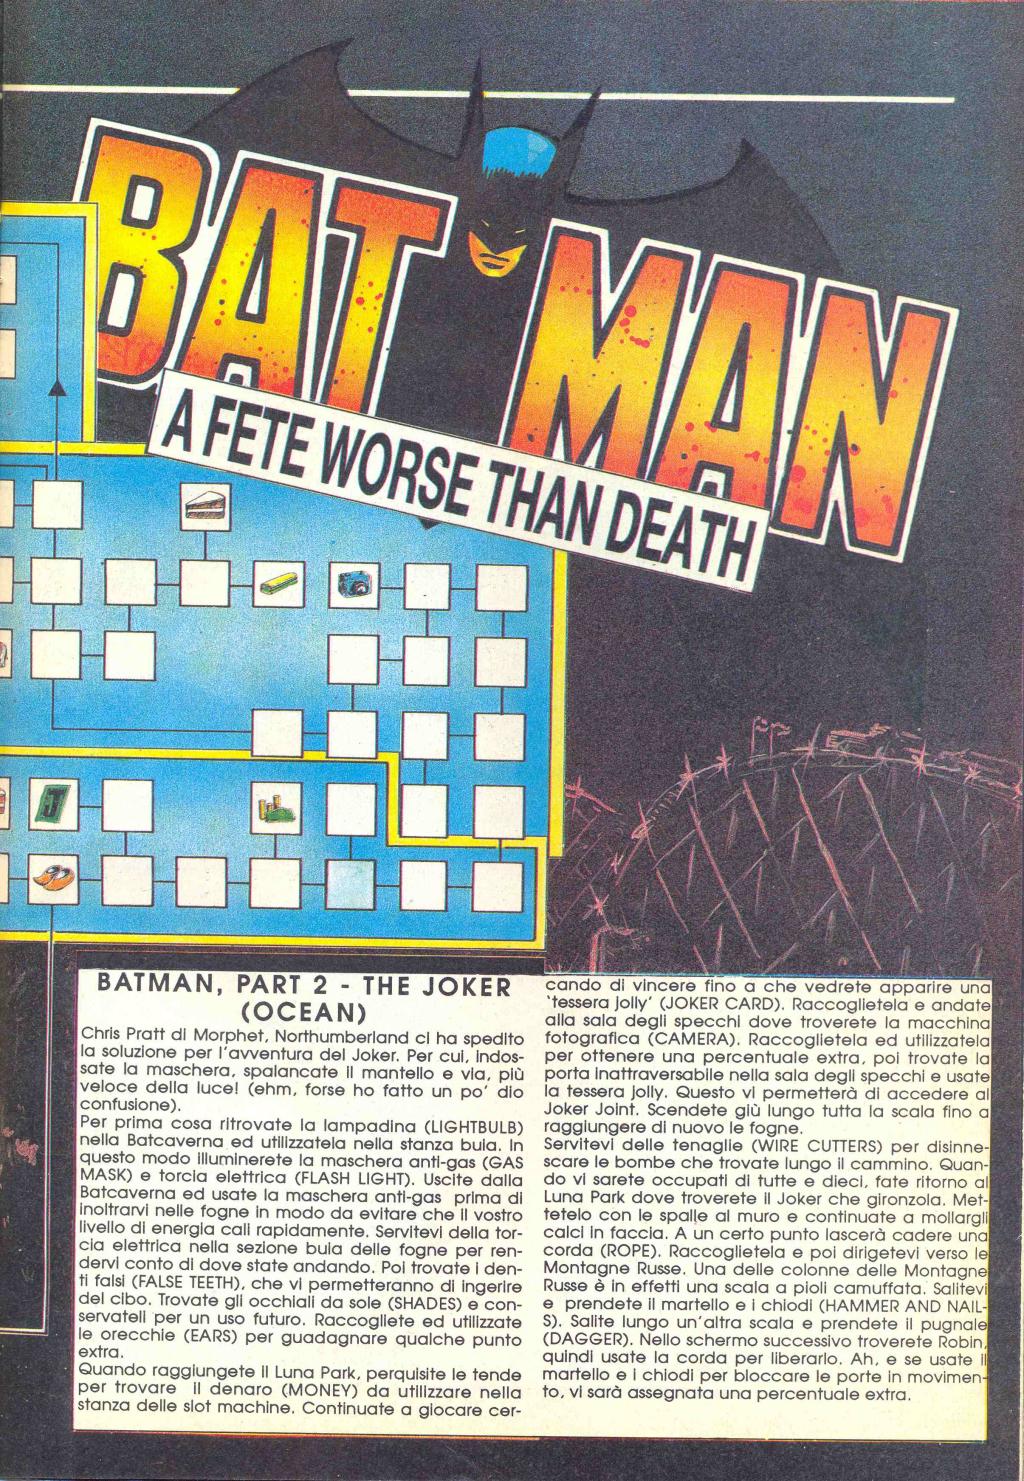 BATMAN
A FETE WORSE THAN DEATH
BATMAN, PART 2 - THE JOKER
(OCEAN)
Chris Pratt di Morphet, Northumberland ci ha spedito
la soluzione per l'avventura del Joker. Per cui, indos-
sate la maschera, spalancate il mantello e via, più
veloce della luce! (ehm, forse ho fatto un po' dio
confusione).
Per prima cosa ritrovate la lampadina (LIGHTBULB)
nella Batcaverna ed utilizzatela nella stanza buia. In
questo modo illuminerete la maschera anti-gas (GAS
MASK) e torcia elettrica (FLASH LIGHT). Uscite dalla
Batcaverna ed usate la maschera anti-gas prima di
inoltrarvi nelle fogne in modo da evitare che il vostro
livello di energia cali rapidamente. Servitevi della tor-
cia elettrica nella sezione buia delle fogne per ren-
dervi conto di dove state andando. Poi trovate i den-
ti falsi (FALSE TEETH), che vi permetteranno di ingerire
del cibo. Trovate gli occhiali da sole (SHADES) e con-
servateli per un uso futuro. Raccogliete ed utilizzate
le orecchie (EARS) per guadagnare qualche punto
extra.
Quando raggiungete il Luna Park, perquisite le tende
per trovare il denaro (MONEY) da utilizzare nella
stanza delle slot machine. Continuate a giocare cer-
cando di vincere fino a che vedrete apparire una
'tessera jolly' (JOKER CARD). Raccoglietela e andate
alla sala degli specchi dove troverete la macchina
fotografica (CAMERA). Raccoglietela ed utilizzatela
per ottenere una percentuale extra, poi trovate la
porta inattraversabile nella sala degli specchi e usate
la tessera jolly. Questo vi permetterà di accedere al
Joker Joint. Scendete giù lungo tutta la scala fino a
raggiungere di nuovo le fogne.
Servitevi delle tenaglie (WIRE CUTTERS) per disinne-
scare le bombe che trovate lungo il cammino. Quan-
do vi sarete occupati di tutte e dieci, fate ritorno al
Luna Park dove troverete il Joker che gironzola. Met-
tetelo con le spalle al muro e continuate a mollargli
calci in faccia. A un certo punto lascerà cadere una
corda (ROPE). Raccoglietela e poi dirigetevi verso le
Montagne Russe. Una delle colonne delle Montagne
Russe è in effetti una scala a pioli camuffata. Salitevi
e prendete il martello e i chiodi (HAMMER AND NAIL-
S). Salite lungo un'altra scala e prendete il pugnale
(DAGGER). Nello schermo successivo troverete Robin,
quindi usate la corda per liberarlo. Ah, e se usate il
martello e i chiodi per bloccare le porte in movimen-
to, vi sarà assegnata una percentuale extra.